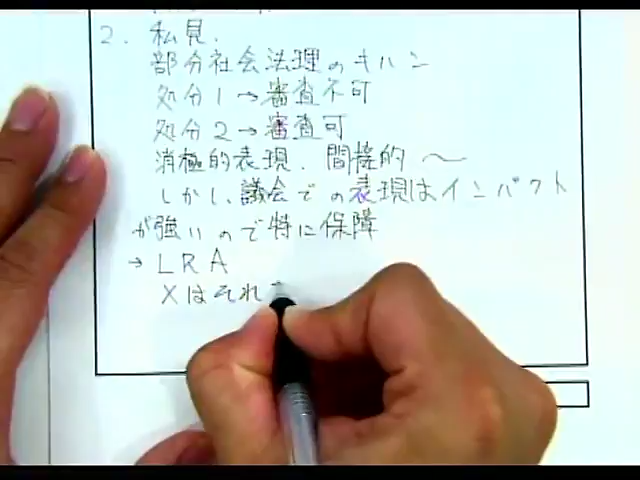 2. 私見.
部分社会法理のキハン
処分1→審査不可
処分2→審査可
消極的表現、間接的 〜
しかし、議会での表現はインパクト
が強いので特に保障
→LRA
Xはそれ